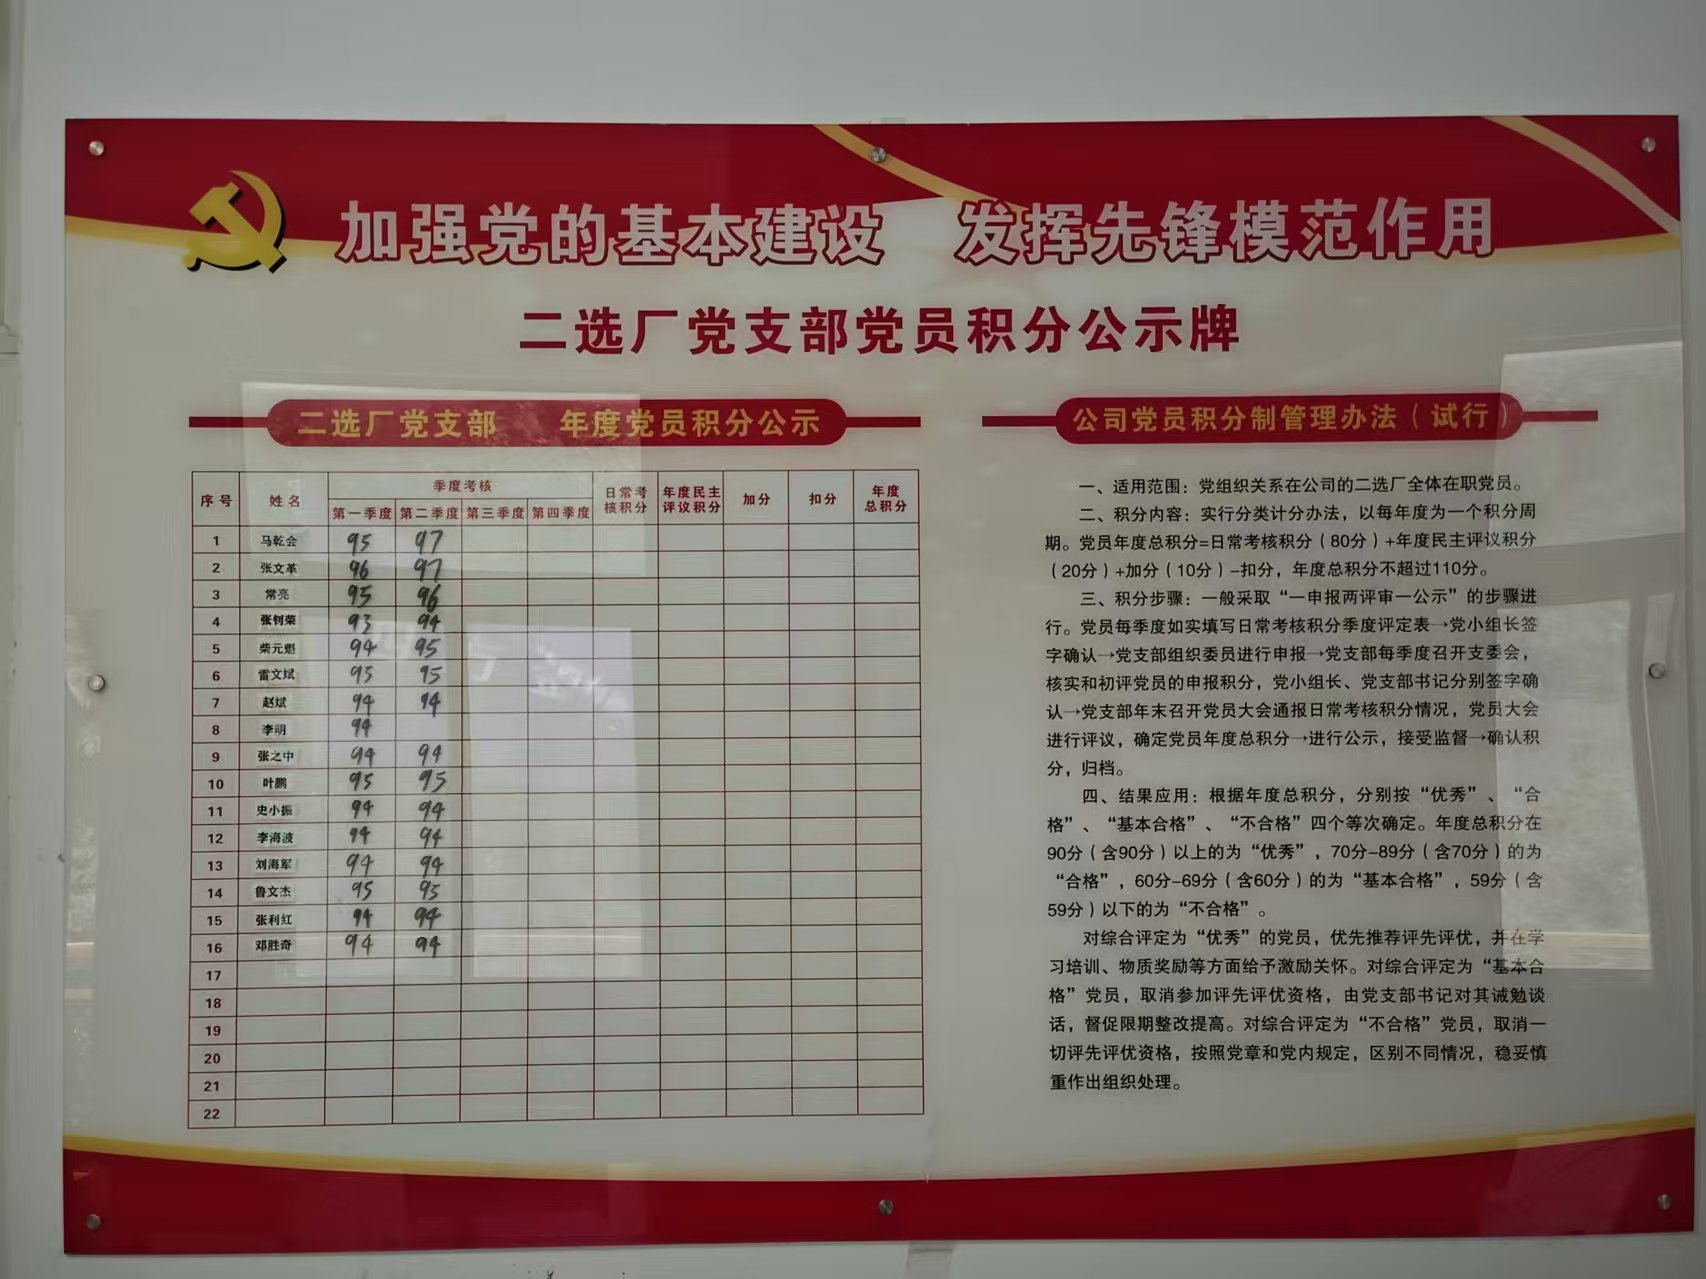 加强党的基本建设 发挥先锋模范作用
二选厂党支部党员积分公示牌
二选厂党支部 年度党员积分公示
序号 姓名 季度考核 日常考核积分 年度民主评议积分 加分 扣分 年度总积分
第一季度 第二季度 第三季度 第四季度
1 马乾会 95 97
2 张文革 96 97
3 常亮 95 96
4 张钊荣 93 94
5 柴元魁 94 95
6 雷文斌 95 95
7 赵斌 94 94
8 李明 94
9 张之中 94 94
10 叶鹏 95 95
11 史小振 94 94
12 李海波 94 94
13 刘海军 94 94
14 鲁文杰 95 95
15 张利红 94 94
16 邓胜奇 94 94
17
18
19
20
21
22
公司党员积分制管理办法（试行）
一、适用范围：党组织关系在公司的二选厂全体在职党员。
二、积分内容：实行分类计分办法，以每年度为一个积分周
期。党员年度总积分=日常考核积分（80分）+年度民主评议积分
（20分）+加分（10分）-扣分，年度总积分不超过110分。
三、积分步骤：一般采取“一申报两评审一公示”的步骤进
行。党员每季度如实填写日常考核积分季度评定表→党小组长签
字确认→党支部组织委员进行申报→党支部每季度召开支委会，
核实和初评党员的申报积分，党小组长、党支部书记分别签字确
认→党支部年末召开党员大会通报日常考核积分情况，党员大会
进行评议，确定党员年度总积分→进行公示，接受监督→确认积
分，归档。
四、结果应用：根据年度总积分，分别按“优秀”、“合
格”、“基本合格”、“不合格”四个等次确定。年度总积分在
90分（含90分）以上的为“优秀”，70分-89分（含70分）的为
“合格”，60分-69分（含60分）的为“基本合格”，59分（含
59分）以下的为“不合格”。
对综合评定为“优秀”的党员，优先推荐评先评优，并在学
习培训、物质奖励等方面给予激励关怀。对综合评定为“基本合
格”党员，取消参加评先评优资格，由党支部书记对其诫勉谈
话，督促限期整改提高。对综合评定为“不合格”党员，取消一
切评先评优资格，按照党章和党内规定，区别不同情况，稳妥慎
重作出组织处理。